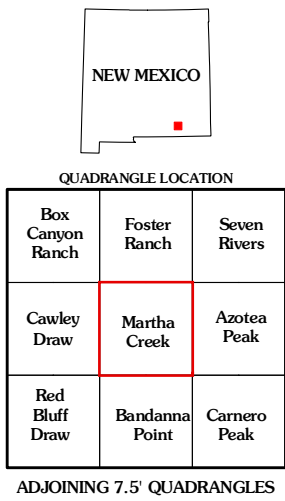 NEW MEXICO
QUADRANGLE LOCATION
Box
Canyon
Ranch
Foster
Ranch
Seven
Rivers
Cawley
Draw
Martha
Creek
Azotea
Peak
Red
Bluff
Draw
Bandanna
Point
Carnero
Peak
ADJOINING 7.5' QUADRANGLES